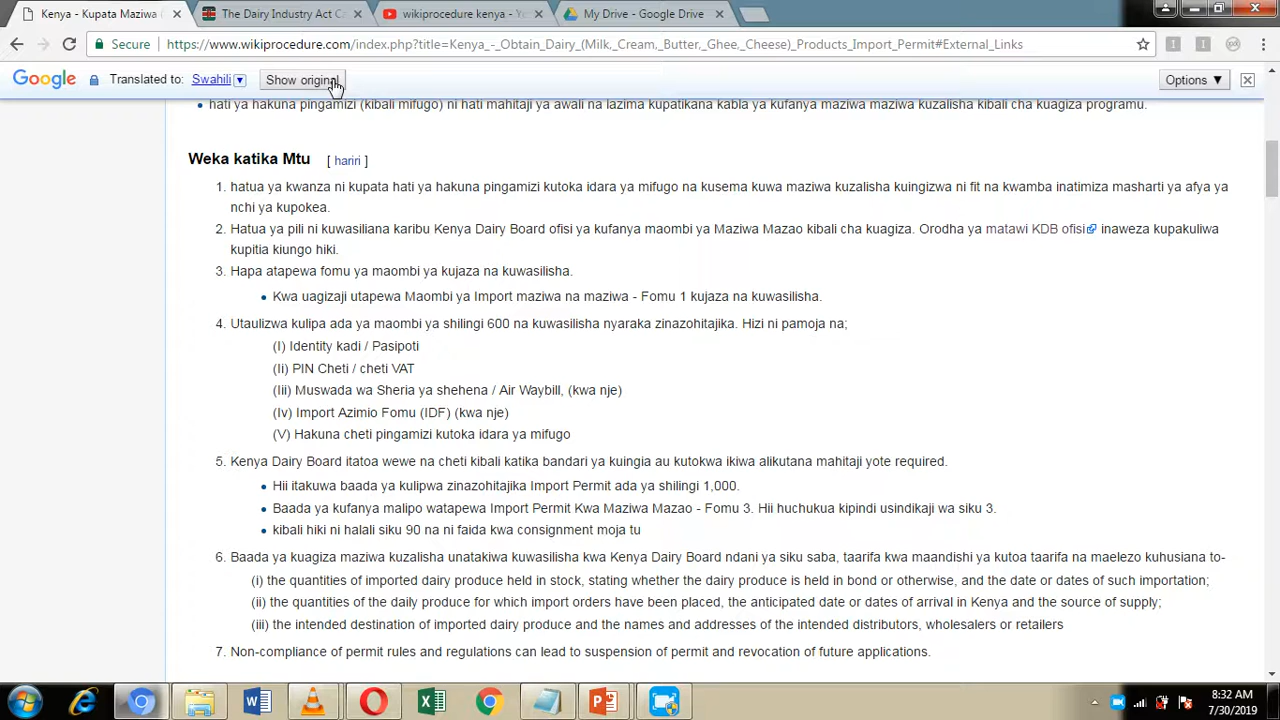 Kenya - Kupata Maziwa (
The Dairy Industry Act C
wikiprocedure kenya - Yo
My Drive - Google Drive
Secure
https://www.wikiprocedure.com/index.php?title=Kenya_-_Obtain_Dairy_(Milk,_Cream,_Butter,_Ghee,_Cheese)_Products_Import_Permit#External_Links
Google Translated to: Swahili Show original Options
hati ya hakuna pingamizi (kibali mifugo) ni hati mahitaji ya awali na lazima kupatikana kabla ya kufanya maziwa maziwa kuzalisha kibali cha kuagiza programu.
Weka katika Mtu [ hariri ]
1. hatua ya kwanza ni kupata hati ya hakuna pingamizi kutoka idara ya mifugo na kusema kuwa maziwa kuzalisha kuingizwa ni fit na kwamba inatimiza masharti ya afya ya
nchi ya kupokea.
2. Hatua ya pili ni kuwasiliana karibu Kenya Dairy Board ofisi ya kufanya maombi ya Maziwa Mazao kibali cha kuagiza. Orodha ya matawi KDB ofisi inaweza kupakuliwa
kupitia kiungo hiki.
3. Hapa atapewa fomu ya maombi ya kujaza na kuwasilisha.
Kwa uagizaji utapewa Maombi ya Import maziwa na maziwa - Fomu 1 kujaza na kuwasilisha.
4. Utaulizwa kulipa ada ya maombi ya shilingi 600 na kuwasilisha nyaraka zinazohitajika. Hizi ni pamoja na;
(I) Identity kadi / Pasipoti
(Ii) PIN Cheti / cheti VAT
(Iii) Muswada wa Sheria ya shehena / Air Waybill, (kwa nje)
(Iv) Import Azimio Fomu (IDF) (kwa nje)
(V) Hakuna cheti pingamizi kutoka idara ya mifugo
5. Kenya Dairy Board itatoa wewe na cheti kibali katika bandari ya kuingia au kutokwa ikiwa alikutana mahitaji yote required.
Hii itakuwa baada ya kulipwa zinazohitajika Import Permit ada ya shilingi 1,000.
Baada ya kufanya malipo watapewa Import Permit Kwa Maziwa Mazao - Fomu 3. Hii huchukua kipindi usindikaji wa siku 3.
kibali hiki ni halali siku 90 na ni faida kwa consignment moja tu
6. Baada ya kuagiza maziwa kuzalisha unatakiwa kuwasilisha kwa Kenya Dairy Board ndani ya siku saba, taarifa kwa maandishi ya kutoa taarifa na maelezo kuhusiana to-
(i) the quantities of imported dairy produce held in stock, stating whether the dairy produce is held in bond or otherwise, and the date or dates of such importation;
(ii) the quantities of the daily produce for which import orders have been placed, the anticipated date or dates of arrival in Kenya and the source of supply;
(iii) the intended destination of imported dairy produce and the names and addresses of the intended distributors, wholesalers or retailers
7. Non-compliance of permit rules and regulations can lead to suspension of permit and revocation of future applications.
8:32 AM
7/30/2019